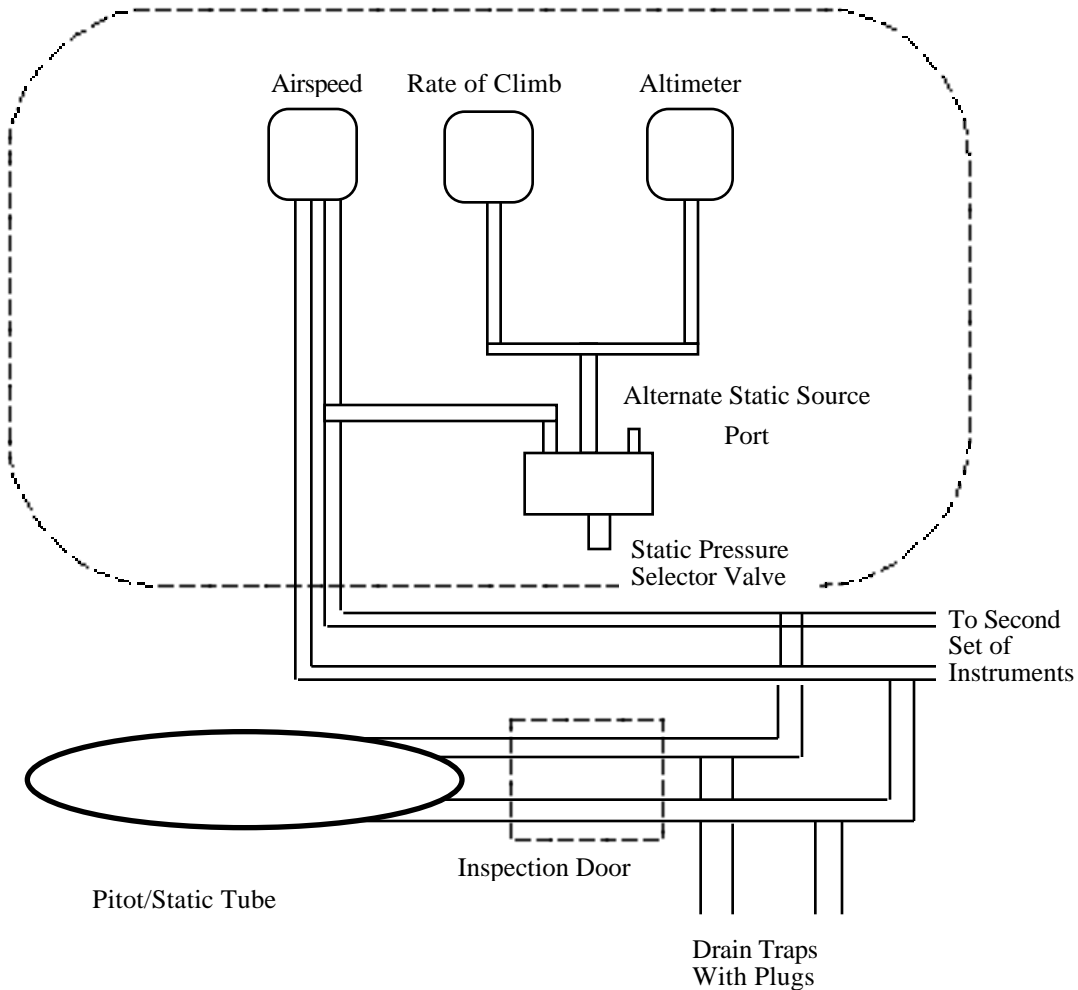 Airspeed
Rate of Climb
Altimeter
Alternate Static Source
Port
Static Pressure
Selector Valve
To Second
Set of
Instruments
Inspection Door
Pitot/Static Tube
Drain Traps
With Plugs